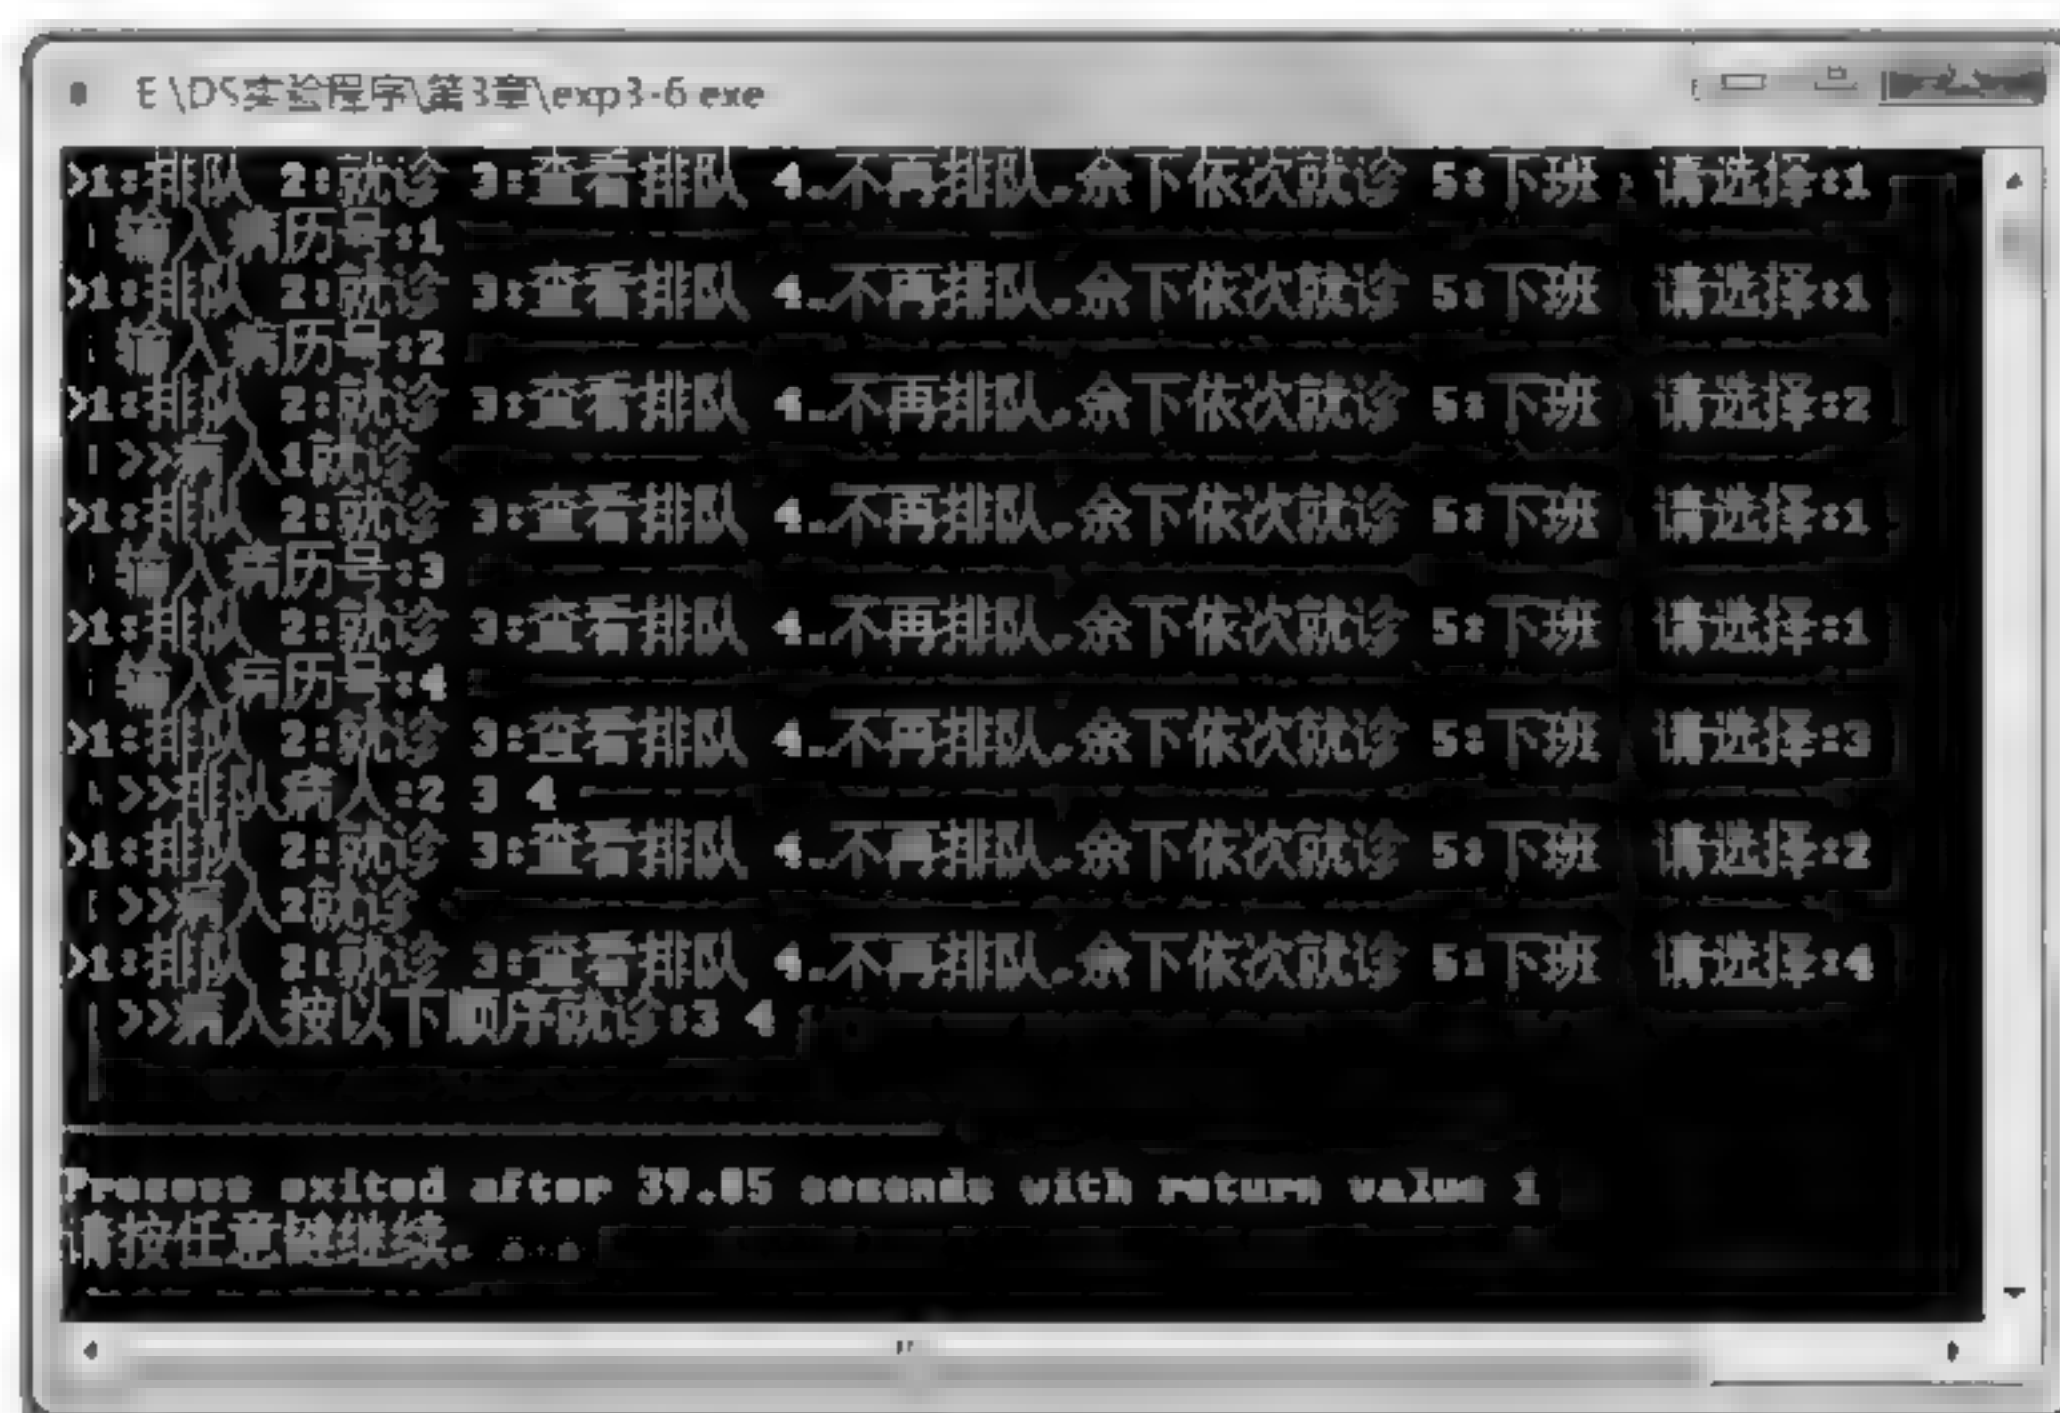 E:\DS实验程序\第3章\exp3-6.exe
>1:排队 2:就诊 3:查看排队 4.不再排队,余下依次就诊 5:下班 请选择:1
输入病历号:1
>1:排队 2:就诊 3:查看排队 4.不再排队,余下依次就诊 5:下班 请选择:1
输入病历号:2
>1:排队 2:就诊 3:查看排队 4.不再排队,余下依次就诊 5:下班 请选择:2
>>病人1就诊
>1:排队 2:就诊 3:查看排队 4.不再排队,余下依次就诊 5:下班 请选择:1
输入病历号:3
>1:排队 2:就诊 3:查看排队 4.不再排队,余下依次就诊 5:下班 请选择:1
输入病历号:4
>1:排队 2:就诊 3:查看排队 4.不再排队,余下依次就诊 5:下班 请选择:3
>>排队病人:2 3 4
>1:排队 2:就诊 3:查看排队 4.不再排队,余下依次就诊 5:下班 请选择:2
>>病人2就诊
>1:排队 2:就诊 3:查看排队 4.不再排队,余下依次就诊 5:下班 请选择:4
>>病人按以下顺序就诊:3 4
Process exited after 39.05 seconds with return value 1
请按任意键继续. . .